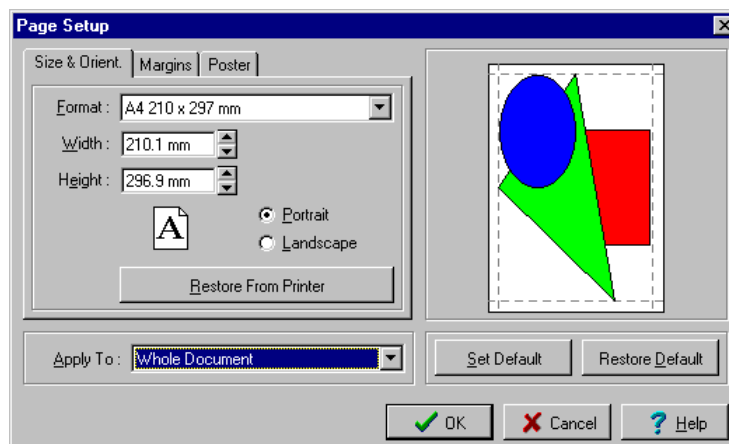 Page Setup
Size & Orient. Margins Poster
Format : A4 210 x 297 mm
Width : 210.1 mm
Height : 296.9 mm
A
Portrait
Landscape
Restore From Printer
Apply To : Whole Document
Set Default Restore Default
OK Cancel ? Help